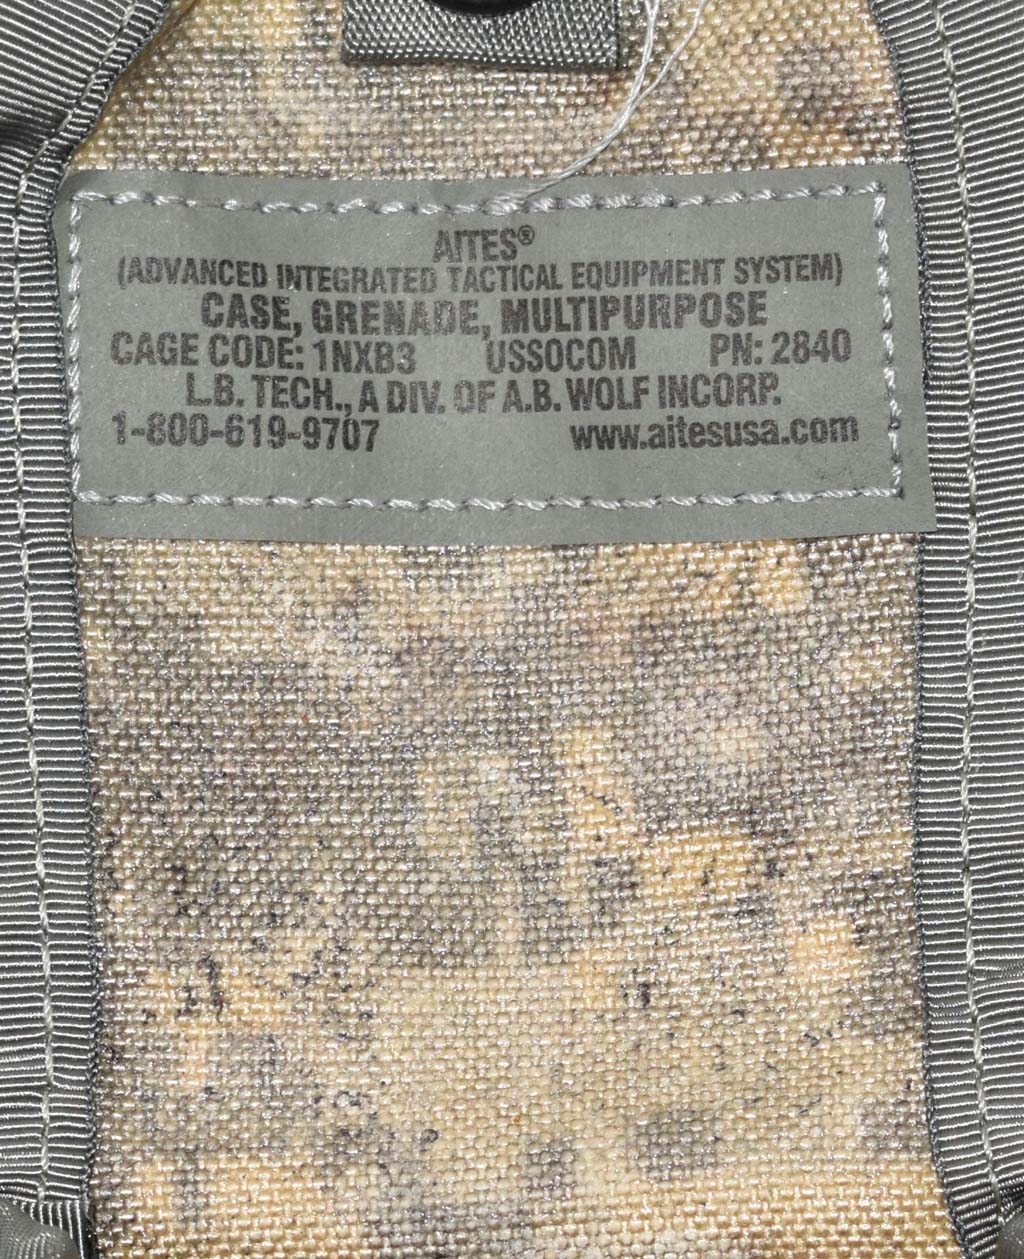 AITES®
(ADVANCED INTEGRATED TACTICAL EQUIPMENT SYSTEM)
CASE, GRENADE, MULTIPURPOSE
CAGE CODE: 1NXB3 USSOCOM PN: 2840
L.B. TECH., A DIV. OF A.B. WOLF INCORP.
1-800-619-9707 www.aitesusa.com